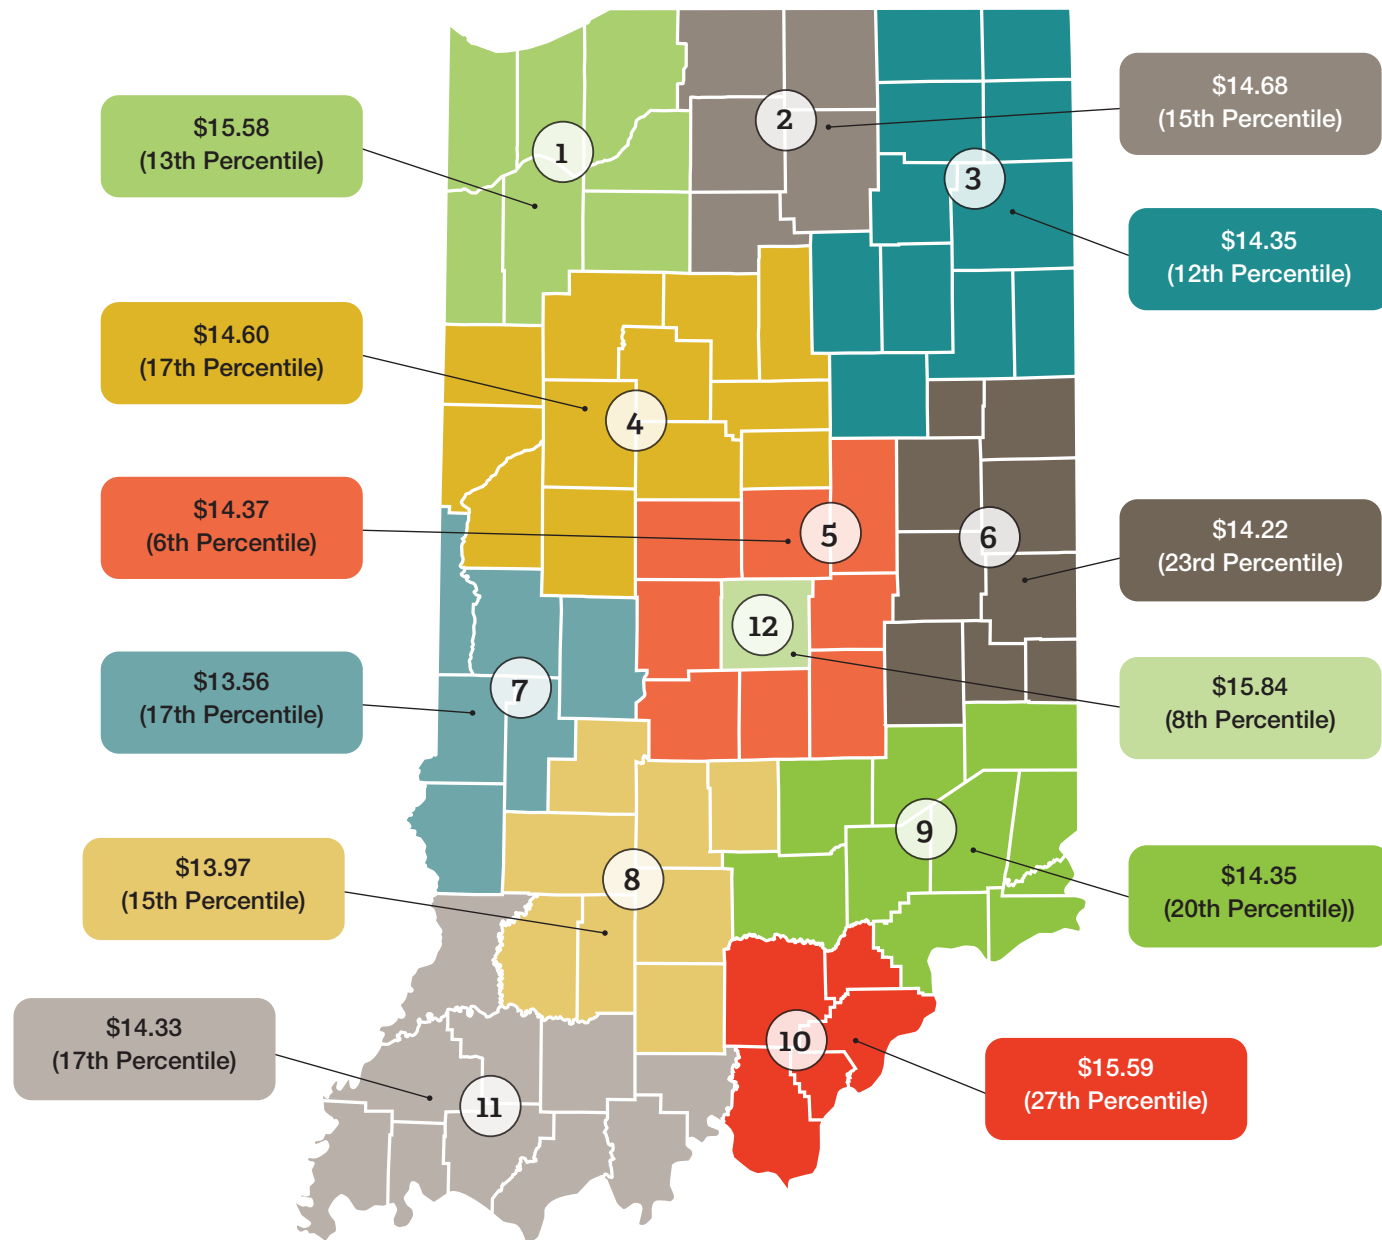 $15.58
(13th Percentile)
1
2
$14.68
(15th Percentile)
3
$14.35
(12th Percentile)
$14.60
(17th Percentile)
4
$14.37
(6th Percentile)
5
6
$14.22
(23rd Percentile)
12
$15.84
(8th Percentile)
$13.56
(17th Percentile)
7
$13.97
(15th Percentile)
8
9
$14.35
(20th Percentile))
$14.33
(17th Percentile)
11
10
$15.59
(27th Percentile)